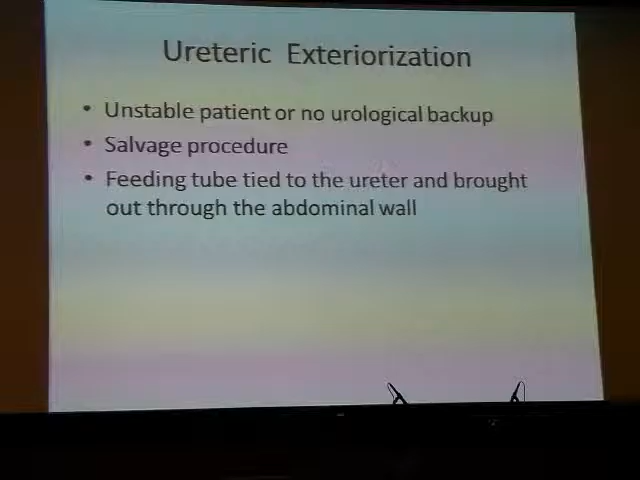 Ureteric Exteriorization
• Unstable patient or no urological backup
• Salvage procedure
• Feeding tube tied to the ureter and brought
out through the abdominal wall